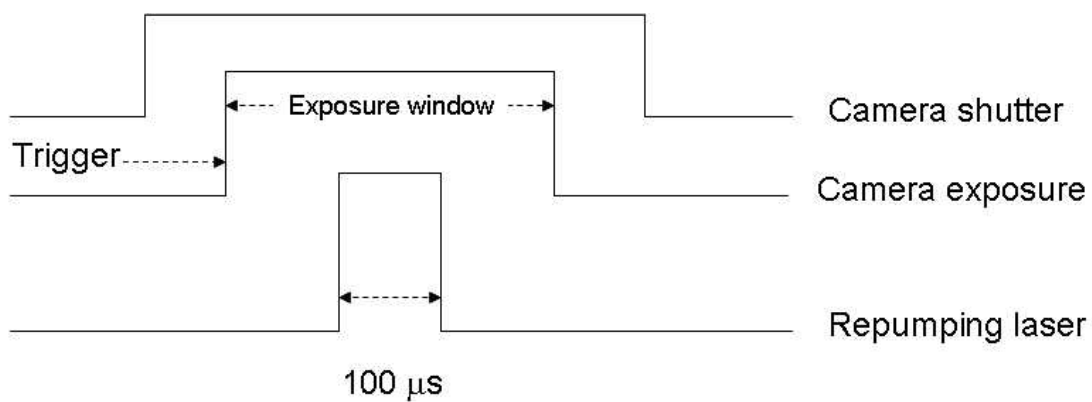 Exposure window
Camera shutter
Trigger
Camera exposure
Repumping laser
100 μs